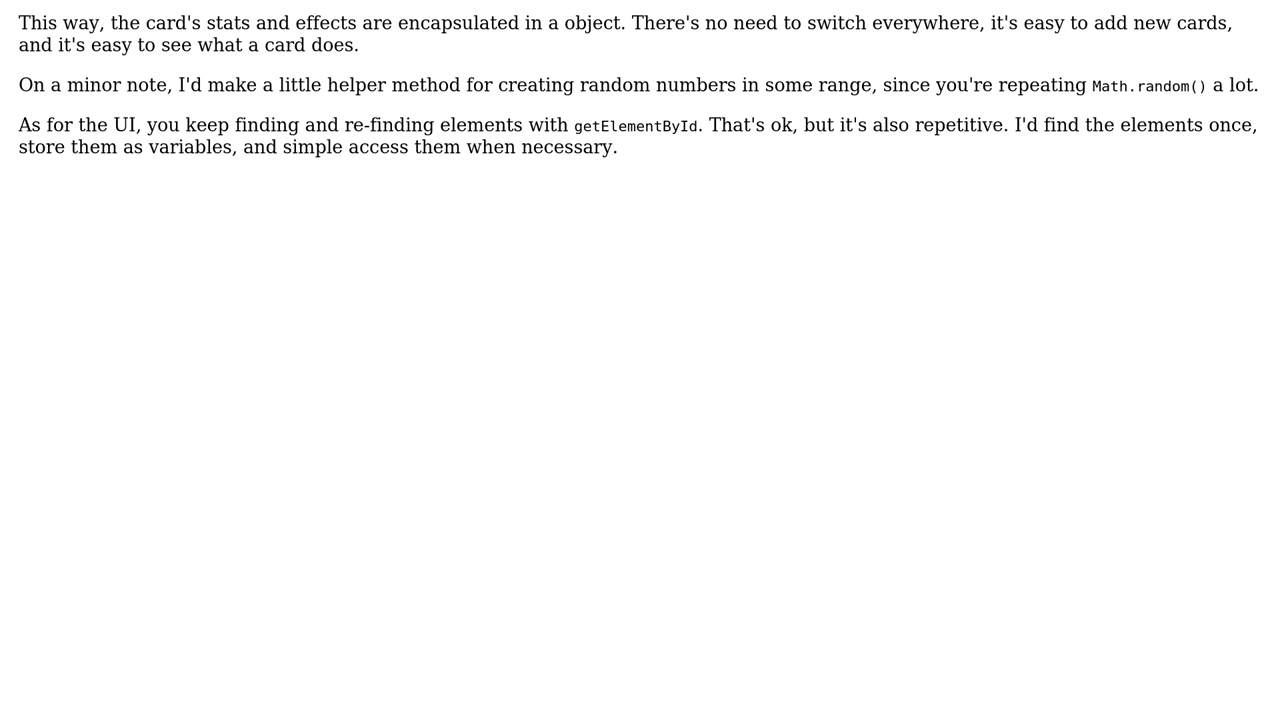 This way, the card's stats and effects are encapsulated in a object. There's no need to switch everywhere, it's easy to add new cards,
and it's easy to see what a card does.
On a minor note, I'd make a little helper method for creating random numbers in some range, since you're repeating Math.random() a lot.
As for the UI, you keep finding and re-finding elements with getElementById. That's ok, but it's also repetitive. I'd find the elements once,
store them as variables, and simple access them when necessary.